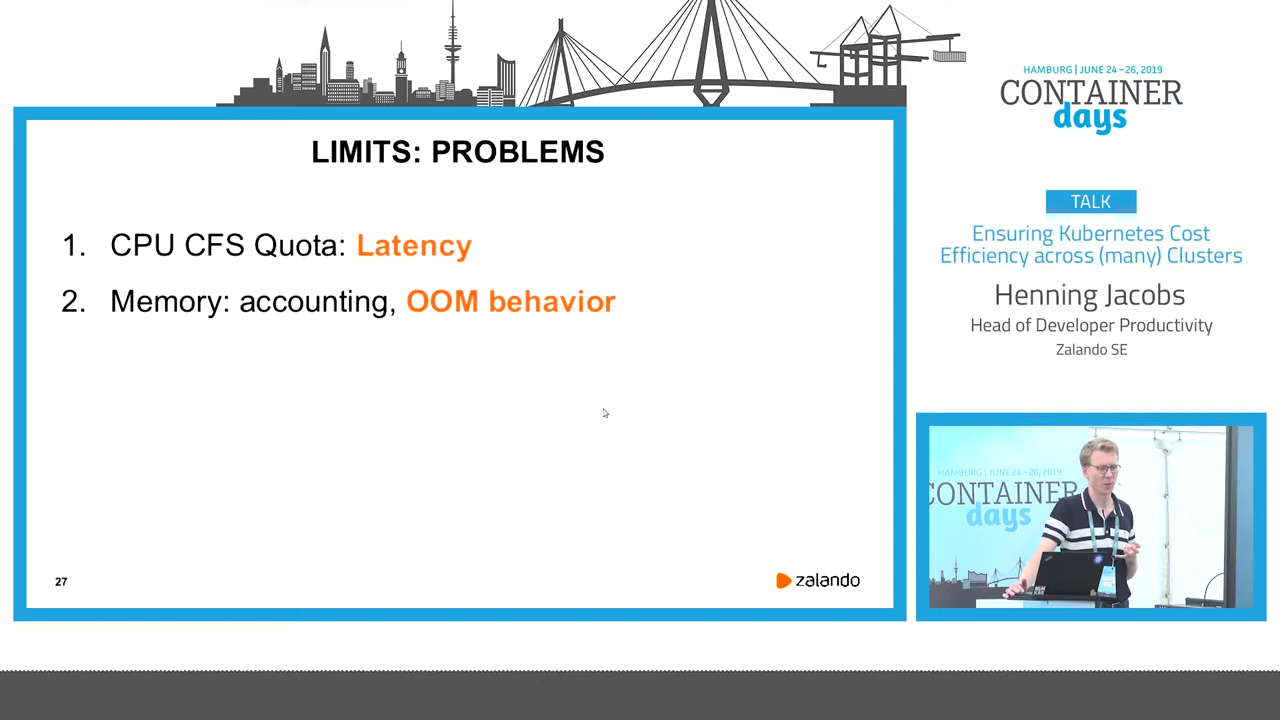 LIMITS: PROBLEMS
1. CPU CFS Quota: Latency
2. Memory: accounting, OOM behavior
27
zalando
HAMBURG | JUNE 24 – 26, 2019
CONTAINER
days
TALK
Ensuring Kubernetes Cost
Efficiency across (many) Clusters
Henning Jacobs
Head of Developer Productivity
Zalando SE
HAMBURG | JUNE 24 – 26, 2019
CONTAINER
days